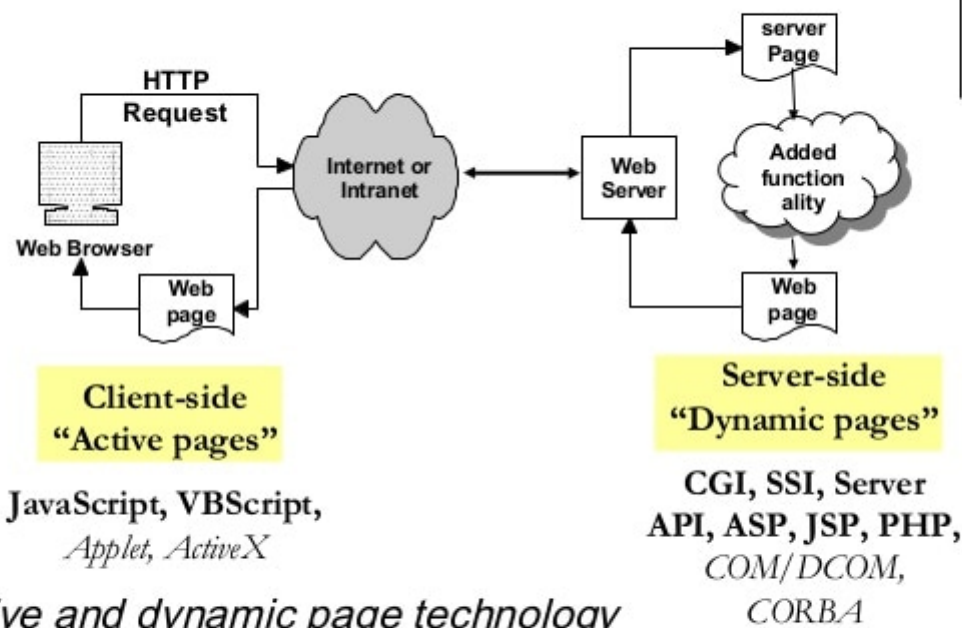 HTTP
Request
Web Browser
Web
page
Internet or
Intranet
Web
Server
server
Page
Added
function
ality
Web
page
Client-side
“Active pages”
JavaScript, VBScript,
Applet, ActiveX
Server-side
“Dynamic pages”
CGI, SSI, Server
API, ASP, JSP, PHP,
COM/DCOM,
CORBA
and dynamic page technology